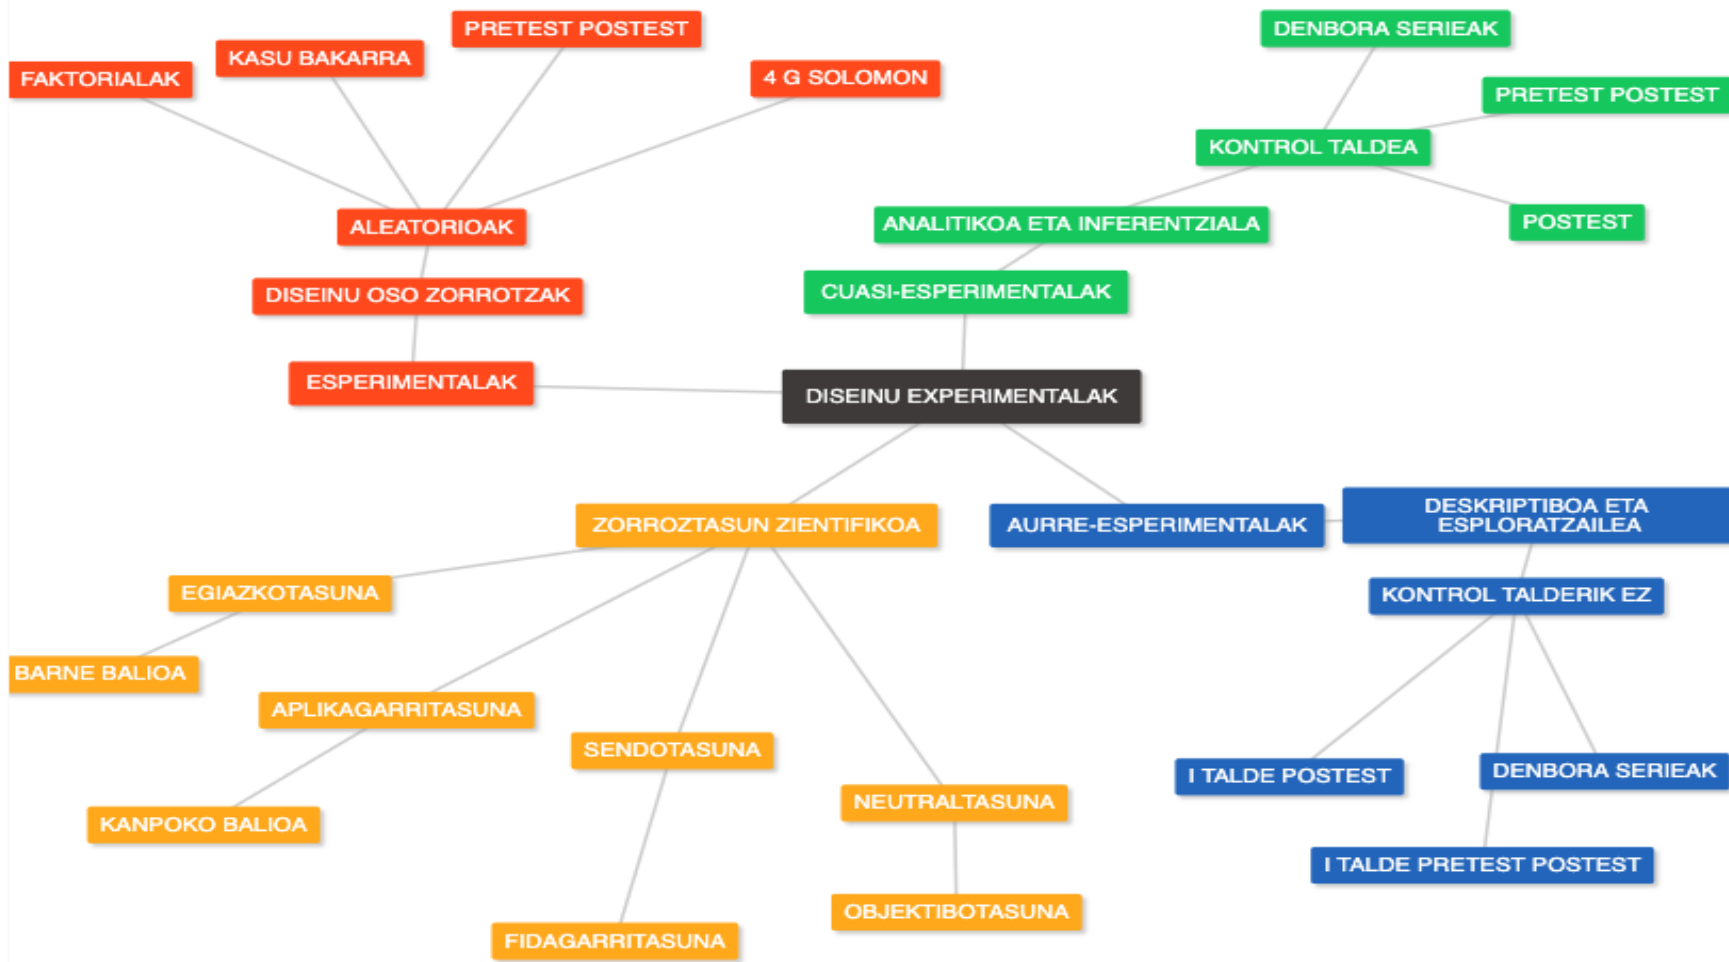 PRETEST POSTEST
DENBORA SERIEAK
KASU BAKARRA
FAKTORIALAK
4 G SOLOMON
PRETEST POSTEST
KONTROL TALDEA
ALEATORIOAK
ANALITIKOA ETA INFERENTZIALA
POSTEST
DISEINU OSO ZORROTZAK
CUASI-ESPERIMENTALAK
ESPERIMENTALAK
DISEINU EXPERIMENTALAK
ZORROZTASUN ZIENTIFIKOA
AURRE-ESPERIMENTALAK
DESKRIPTIBOA ETA
ESPLORATZAILEA
EGIAZKOTASUNA
KONTROL TALDERIK EZ
BARNE BALIOA
APLIKAGARRITASUNA
SENDOTASUNA
I TALDE POSTEST
DENBORA SERIEAK
KANPOKO BALIOA
NEUTRALTASUNA
I TALDE PRETEST POSTEST
OBJEKTIBOTASUNA
FIDAGARRITASUNA